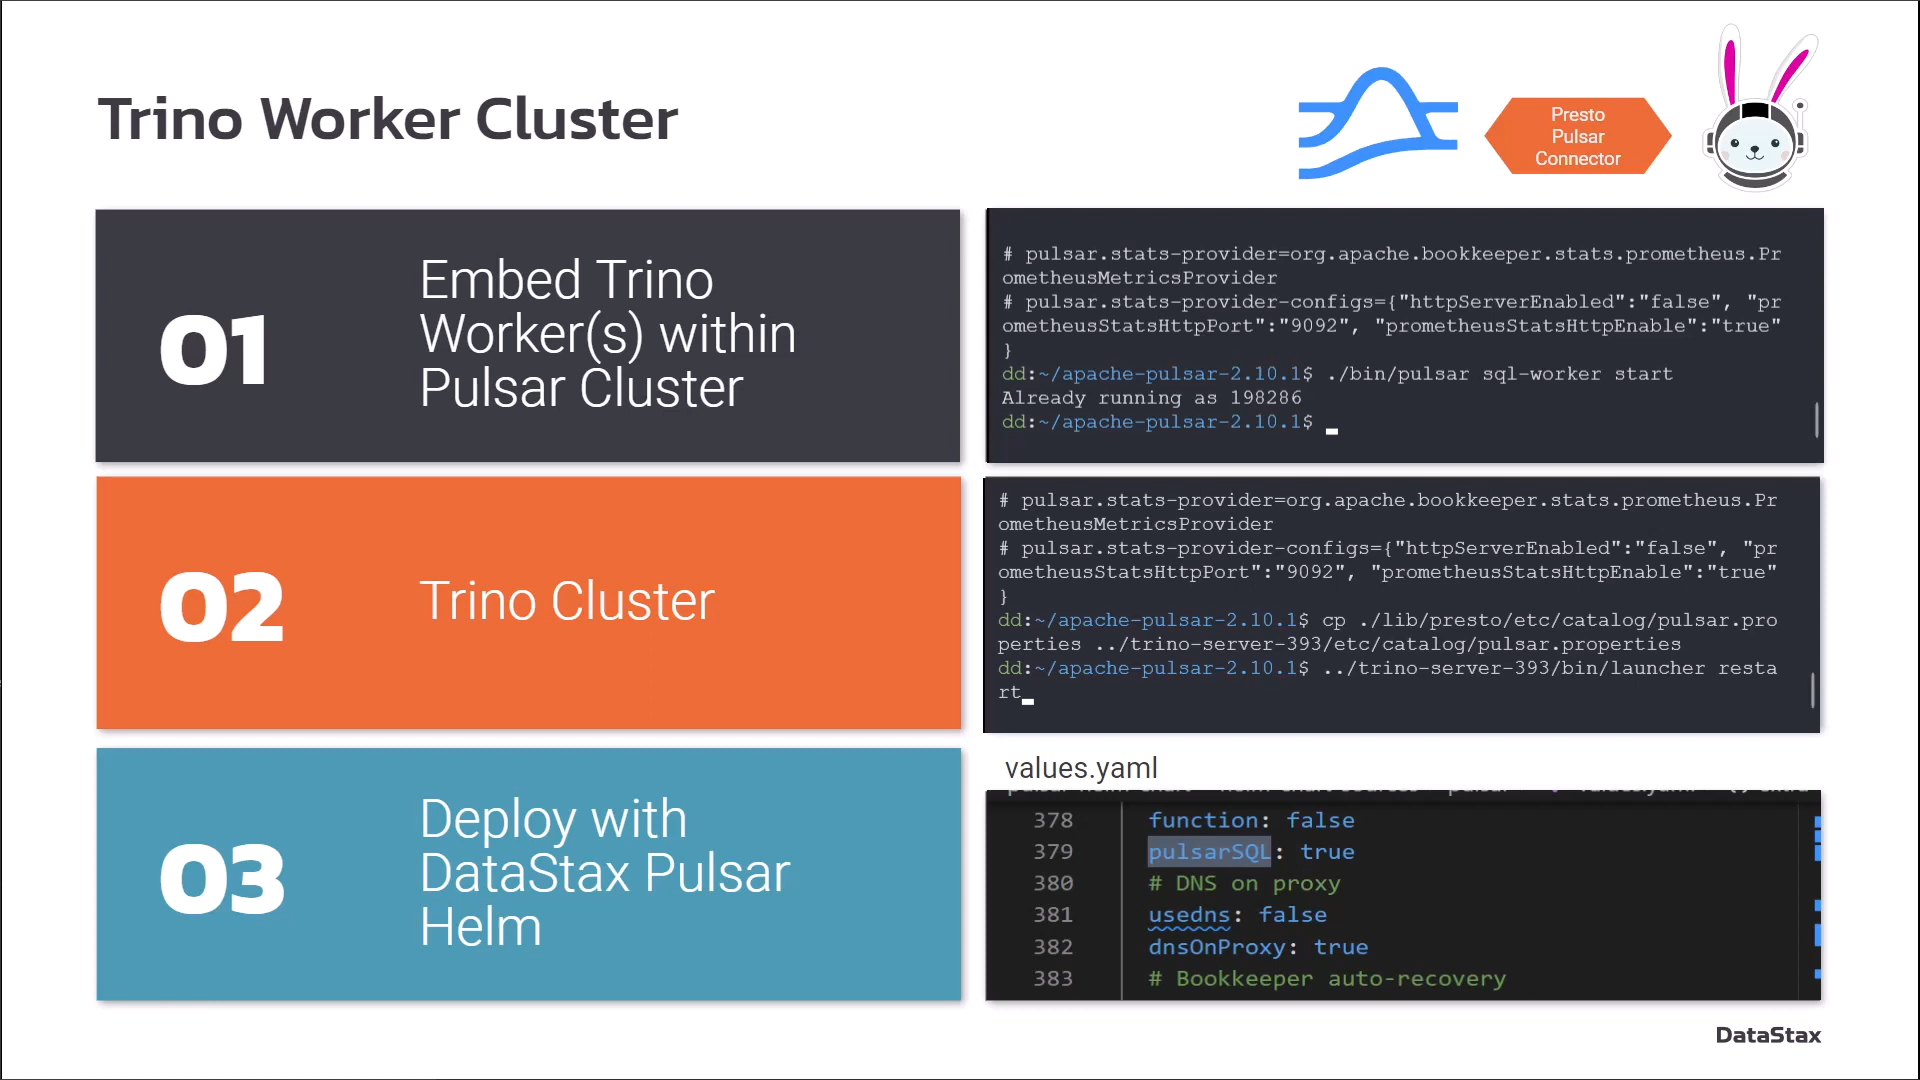 Trino Worker Cluster
Presto
Pulsar
Connector
01
Embed Trino
Worker(s) within
Pulsar Cluster
# pulsar.stats-provider=org.apache.bookkeeper.stats.prometheus.Pr
ometheusMetricsProvider
# pulsar.stats-provider-configs={"httpServerEnabled":"false", "pr
ometheusStatsHttpPort":"9092", "prometheusStatsHttpEnable":"true"
}
dd:~/apache-pulsar-2.10.1$ ./bin/pulsar sql-worker start
Already running as 198286
dd:~/apache-pulsar-2.10.1$
02
Trino Cluster
# pulsar.stats-provider=org.apache.bookkeeper.stats.prometheus.Pr
ometheusMetricsProvider
# pulsar.stats-provider-configs={"httpServerEnabled":"false", "pr
ometheusStatsHttpPort":"9092", "prometheusStatsHttpEnable":"true"
}
dd:~/apache-pulsar-2.10.1$ cp ./lib/presto/etc/catalog/pulsar.pro
perties ../trino-server-393/etc/catalog/pulsar.properties
dd:~/apache-pulsar-2.10.1$ ../trino-server-393/bin/launcher resta
rt
03
Deploy with
DataStax Pulsar
Helm
values.yaml
378 function: false
379 pulsarSQL: true
380 # DNS on proxy
381 usedns: false
382 dnsOnProxy: true
383 # Bookkeeper auto-recovery
DataStax